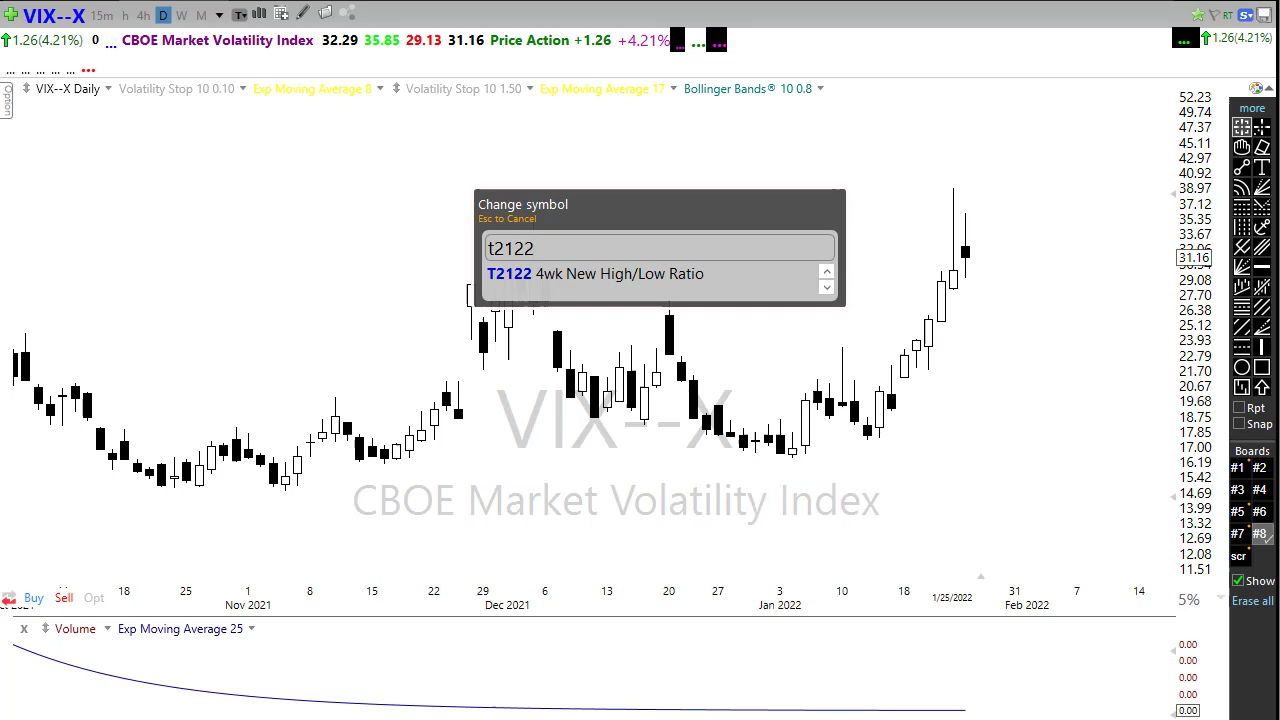 VIX--X 15m h 4h D W M T RT S
1.26(4.21%) 0 ... CBOE Market Volatility Index 32.29 35.85 29.13 31.16 Price Action +1.26 +4.21% ... ... ... ... 1.26(4.21%)
... ... ... ... ... ...
Option
VIX--X Daily Volatility Stop 10 0.10 Exp Moving Average 8 Volatility Stop 10 1.50 Exp Moving Average 17 Bollinger Bands® 10 0.8
52.23
49.74
47.37
45.11
42.97
40.92
38.97
37.12
35.35
33.67
31.16
29.08
27.70
26.38
25.12
23.93
22.79
21.70
20.67
19.68
18.75
17.85
17.00
16.19
15.42
14.69
13.99
13.32
12.69
12.08
11.51
more
T
Rpt
Snap
Boards
#1 #2
#3 #4
#5 #6
#7 #8
scr
Show
Erase all
Change symbol
Esc to Cancel
t2122
T2122 4wk New High/Low Ratio
VIX--X
CBOE Market Volatility Index
18 25 1 8 15 22 29 6 13 20 27 3 10 18 1/25/2022 31 7 14
Nov 2021 Dec 2021 Jan 2022 Feb 2022
Buy Sell Opt
5%
X Volume Exp Moving Average 25
0.00
0.00
0.00
0.00
0.00